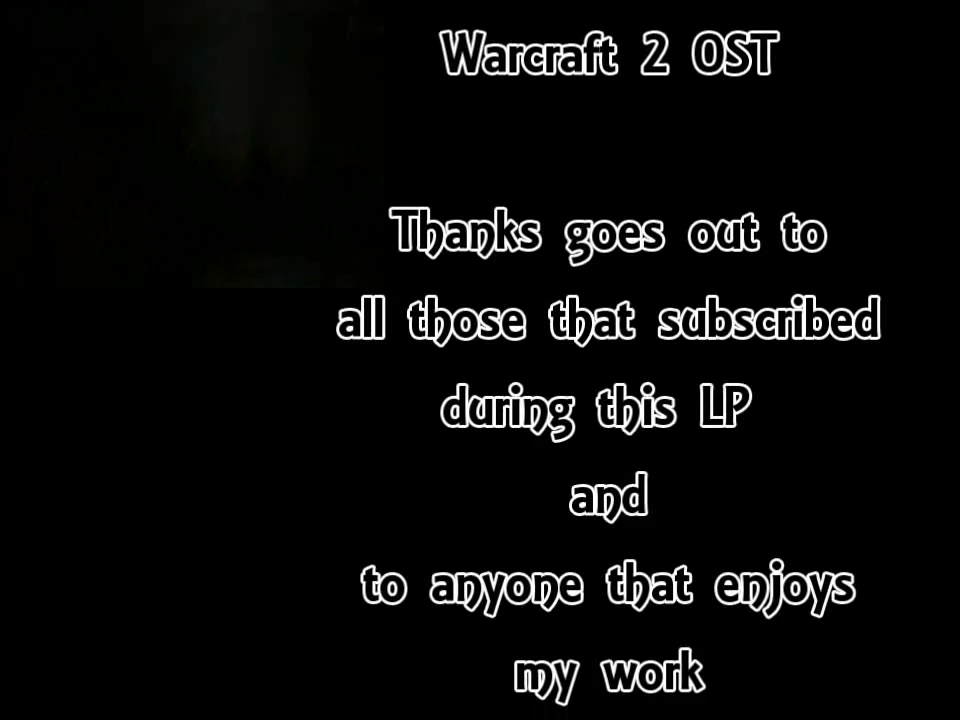 Warcraft 2 OST
Thanks goes out to
all those that subscribed
during this LP
and
to anyone that enjoys
my work